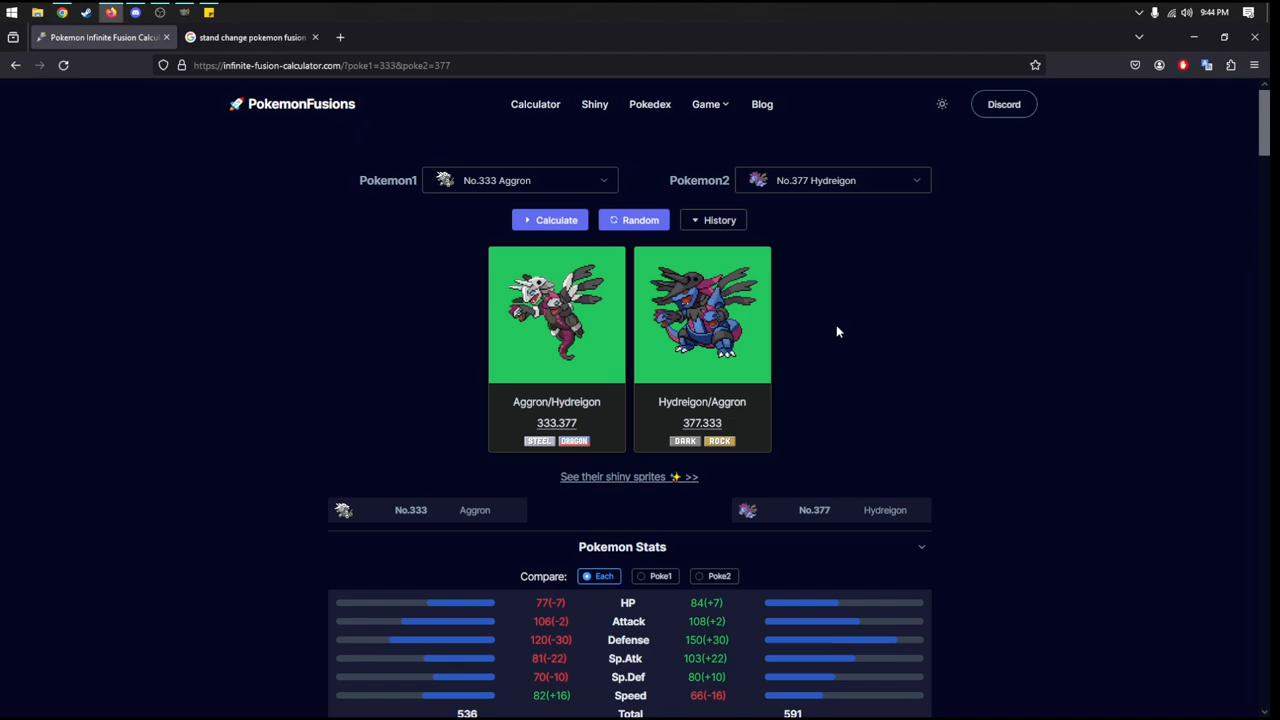 9:44 PM
Pokemon Infinite Fusion Calcul
stand change pokemon fusion
https://infinite-fusion-calculator.com/?poke1=333&poke2=377
PokemonFusions
Calculator Shiny Pokedex Game Blog
Discord
Pokemon1 No.333 Aggron
Pokemon2 No.377 Hydreigon
Calculate Random History
Aggron/Hydreigon
333.377
STEEL DRAGON
Hydreigon/Aggron
377.333
DARK ROCK
See their shiny sprites ✨ >>
No.333 Aggron
No.377 Hydreigon
Pokemon Stats
Compare: Each Poke1 Poke2
77(-7) HP 84(+7)
106(-2) Attack 108(+2)
120(-30) Defense 150(+30)
81(-22) Sp.Atk 103(+22)
70(-10) Sp.Def 80(+10)
82(+16) Speed 66(-16)
536 Total 591